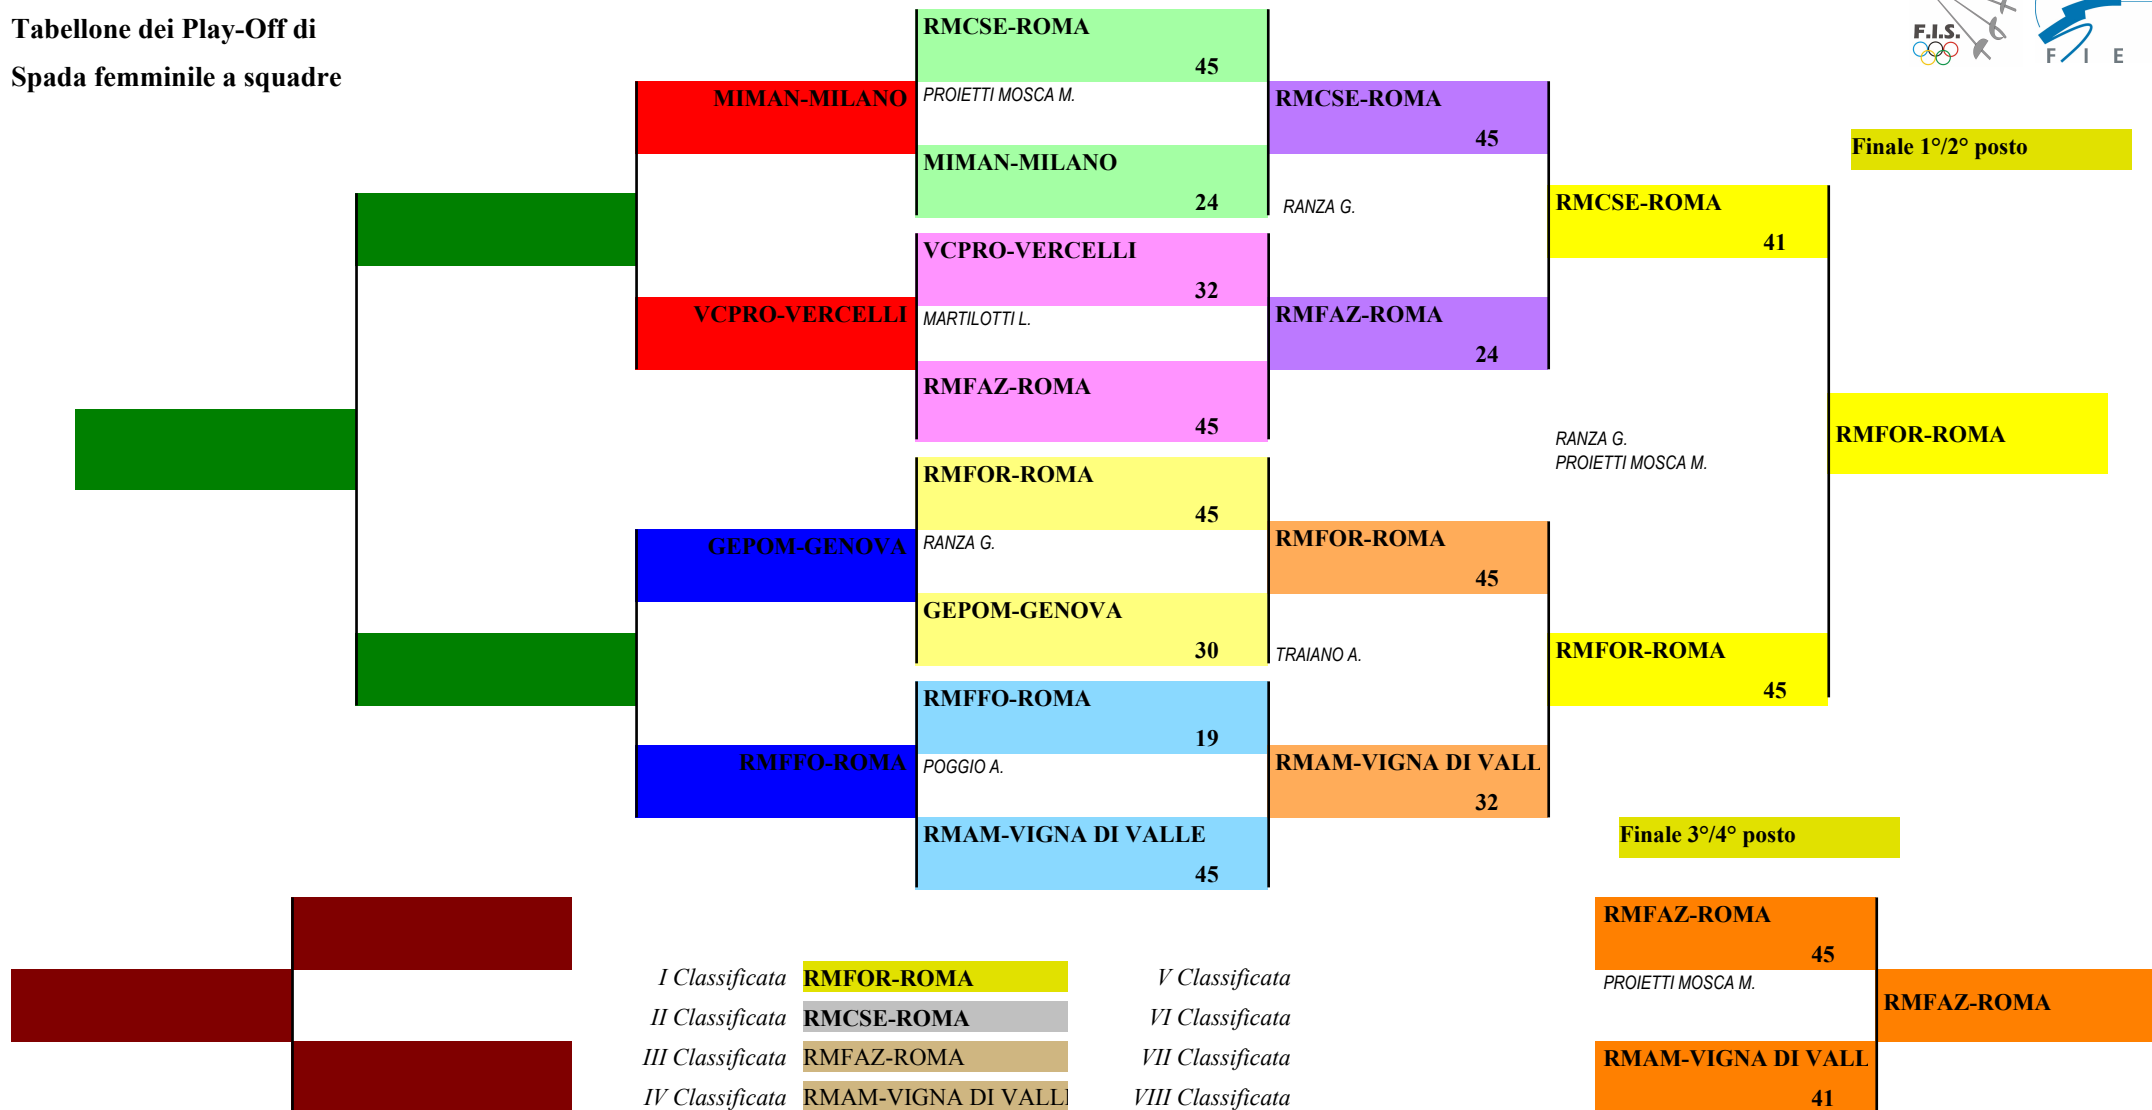 Tabellone dei Play-Off di
Spada femminile a squadre
F.I.S.
F I E
MIMAN-MILANO
VCPRO-VERCELLI
GEPOM-GENOVA
RMFFO-ROMA
RMCSE-ROMA
45
PROIETTI MOSCA M.
MIMAN-MILANO
24
VCPRO-VERCELLI
32
MARTILOTTI L.
RMFAZ-ROMA
45
RMFOR-ROMA
45
RANZA G.
GEPOM-GENOVA
30
RMFFO-ROMA
19
POGGIO A.
RMAM-VIGNA DI VALLE
45
RMCSE-ROMA
45
RANZA G.
RMFAZ-ROMA
24
RMFOR-ROMA
45
TRAIANO A.
RMAM-VIGNA DI VALL
32
Finale 1°/2° posto
RMCSE-ROMA
41
RANZA G.
PROIETTI MOSCA M.
RMFOR-ROMA
45
RMFOR-ROMA
Finale 3°/4° posto
RMFAZ-ROMA
45
PROIETTI MOSCA M.
RMAM-VIGNA DI VALL
41
RMFAZ-ROMA
I Classificata RMFOR-ROMA
II Classificata RMCSE-ROMA
III Classificata RMFAZ-ROMA
IV Classificata RMAM-VIGNA DI VALLE
V Classificata
VI Classificata
VII Classificata
VIII Classificata